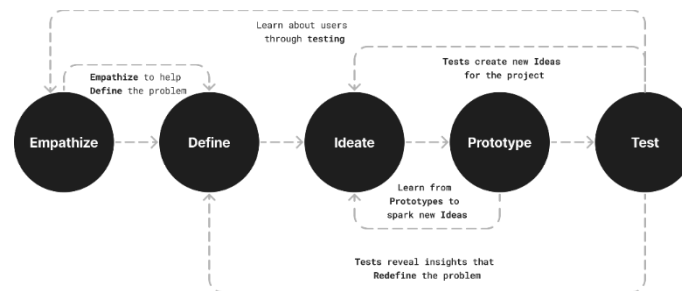 Learn about users
through testing
Tests create new Ideas
for the project
Empathize to help
Define the problem
Empathize
Define
Ideate
Prototype
Test
Learn from
Prototypes to
spark new Ideas
Tests reveal insights that
Redefine the problem